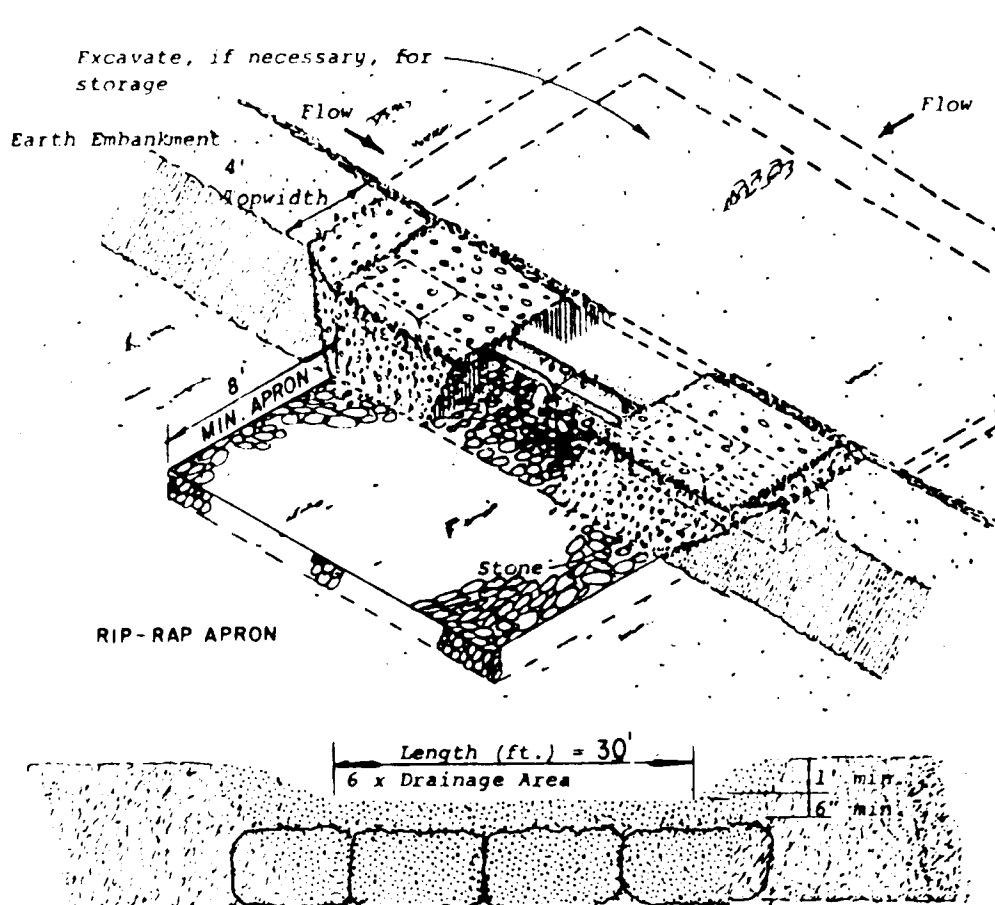 Excavate, if necessary, for
storage
Flow
Flow
Earth Embankment
4'
Topwidth
8'
MIN. APRON
Stone
RIP-RAP APRON
Length (ft.) = 30'
6 x Drainage Area
1' min
6" min